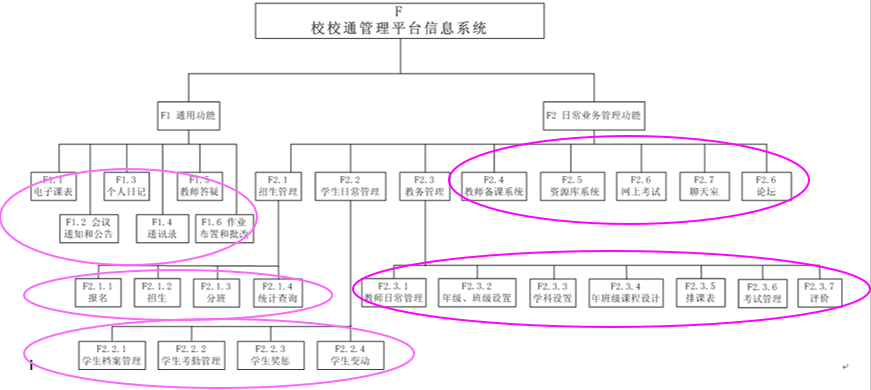 F
校校通管理平台信息系统
F1 通用功能
F2 日常业务管理功能
F1.1
电子课表
F1.3
个人日记
F1.5
教师答疑
F2.1
招生管理
F2.2
学生日常管理
F2.3
教务管理
F2.4
教师备课系统
F2.5
资源库系统
F2.6
网上考试
F2.7
聊天室
F2.6
论坛
F1.2 会议
通知和公告
F1.4
通讯录
F1.6 作业
布置和批改
F2.1.1
报名
F2.1.2
招生
F2.1.3
分班
F2.1.4
统计查询
F2.3.1
教师日常管理
F2.3.2
年级、班级设置
F2.3.3
学科设置
F2.3.4
年班级课程设计
F2.3.5
排课表
F2.3.6
考试管理
F2.3.7
评价
F2.2.1
学生档案管理
F2.2.2
学生考勤管理
F2.2.3
学生奖惩
F2.2.4
学生变动